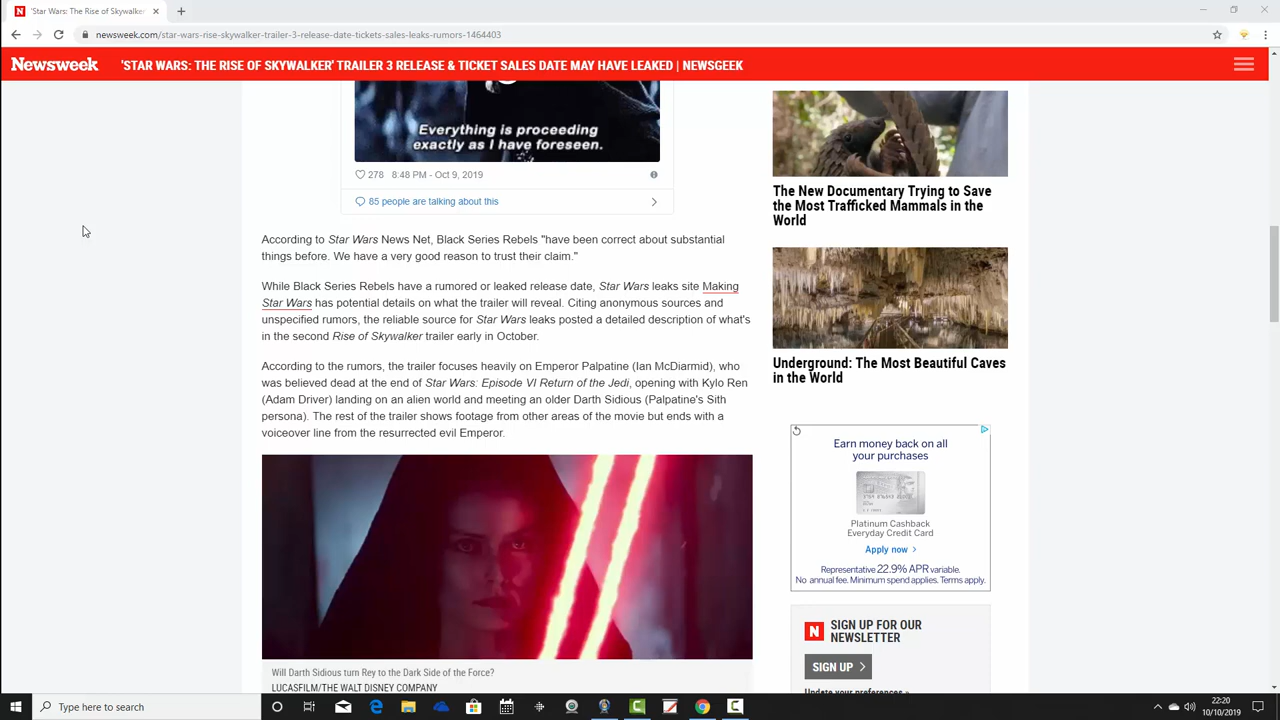 'Star Wars: The Rise of Skywalker'
newsweek.com/star-wars-rise-skywalker-trailer-3-release-date-tickets-sales-leaks-rumors-1464403
Newsweek
'STAR WARS: THE RISE OF SKYWALKER' TRAILER 3 RELEASE & TICKET SALES DATE MAY HAVE LEAKED | NEWSGEEK
Everything is proceeding
exactly as I have foreseen.
278 8:48 PM - Oct 9, 2019
85 people are talking about this
According to Star Wars News Net, Black Series Rebels "have been correct about substantial
things before. We have a very good reason to trust their claim."
While Black Series Rebels have a rumored or leaked release date, Star Wars leaks site Making
Star Wars has potential details on what the trailer will reveal. Citing anonymous sources and
unspecified rumors, the reliable source for Star Wars leaks posted a detailed description of what's
in the second Rise of Skywalker trailer early in October.
According to the rumors, the trailer focuses heavily on Emperor Palpatine (Ian McDiarmid), who
was believed dead at the end of Star Wars: Episode VI Return of the Jedi, opening with Kylo Ren
(Adam Driver) landing on an alien world and meeting an older Darth Sidious (Palpatine's Sith
persona). The rest of the trailer shows footage from other areas of the movie but ends with a
voiceover line from the resurrected evil Emperor.
Will Darth Sidious turn Rey to the Dark Side of the Force?
LUCASFILM/THE WALT DISNEY COMPANY
The New Documentary Trying to Save
the Most Trafficked Mammals in the
World
Underground: The Most Beautiful Caves
in the World
Earn money back on all
your purchases
Platinum Cashback
Everyday Credit Card
Apply now
Representative 22.9% APR variable.
No annual fee. Minimum spend applies. Terms apply.
N
SIGN UP FOR OUR
NEWSLETTER
SIGN UP
Update your preferences »
Type here to search
22:20
10/10/2019